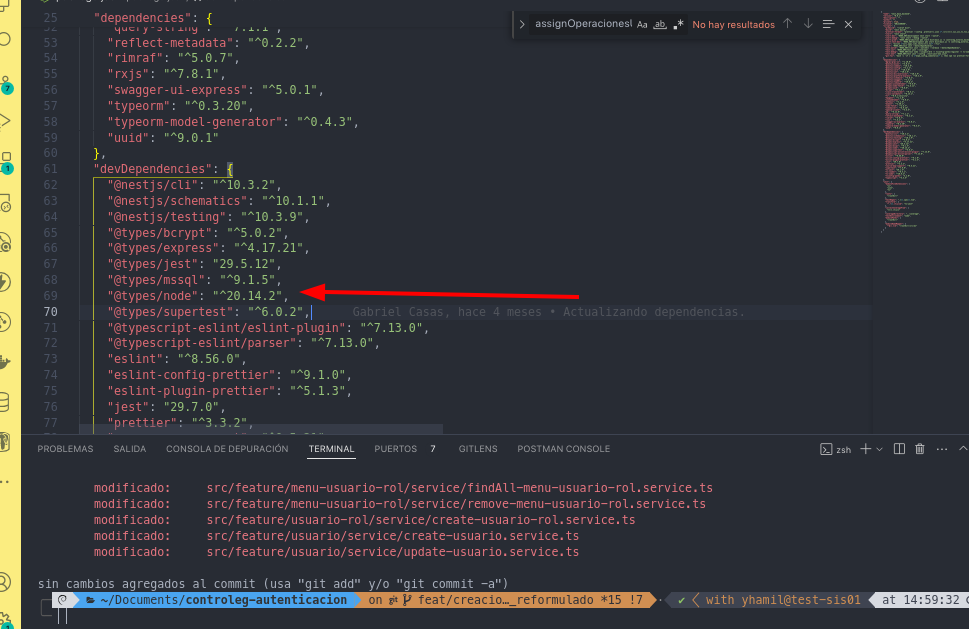 25 "dependencies": {
assignOperacionesl Aa ab .* No hay resultados
53 "reflect-metadata": "^0.2.2",
54 "rimraf": "^5.0.7",
55 "rxjs": "^7.8.1",
56 "swagger-ui-express": "^5.0.1",
57 "typeorm": "^0.3.20",
58 "typeorm-model-generator": "^0.4.3",
59 "uuid": "^9.0.1"
60 },
61 "devDependencies": {
62 "@nestjs/cli": "^10.3.2",
63 "@nestjs/schematics": "^10.1.1",
64 "@nestjs/testing": "^10.3.9",
65 "@types/bcrypt": "^5.0.2",
66 "@types/express": "^4.17.21",
67 "@types/jest": "29.5.12",
68 "@types/mssql": "^9.1.5",
69 "@types/node": "^20.14.2",
70 "@types/supertest": "^6.0.2", Gabriel Casas, hace 4 meses • Actualizando dependencias.
71 "@typescript-eslint/eslint-plugin": "^7.13.0",
72 "@typescript-eslint/parser": "^7.13.0",
73 "eslint": "^8.56.0",
74 "eslint-config-prettier": "^9.1.0",
75 "eslint-plugin-prettier": "^5.1.3",
76 "jest": "29.7.0",
77 "prettier": "^3.3.2",
PROBLEMAS SALIDA CONSOLA DE DEPURACIÓN TERMINAL PUERTOS 7 GITLENS POSTMAN CONSOLE zsh
modificado: src/feature/menu-usuario-rol/service/findAll-menu-usuario-rol.service.ts
modificado: src/feature/menu-usuario-rol/service/remove-menu-usuario-rol.service.ts
modificado: src/feature/usuario-rol/service/create-usuario-rol.service.ts
modificado: src/feature/usuario/service/create-usuario.service.ts
modificado: src/feature/usuario/service/update-usuario.service.ts
sin cambios agregados al commit (usa "git add" y/o "git commit -a")
~/Documents/controleg-autenticacion on feat/creacio…_reformulado *15 !7 ✔ with yhamil@test-sis01 at 14:59:32
7
1
1